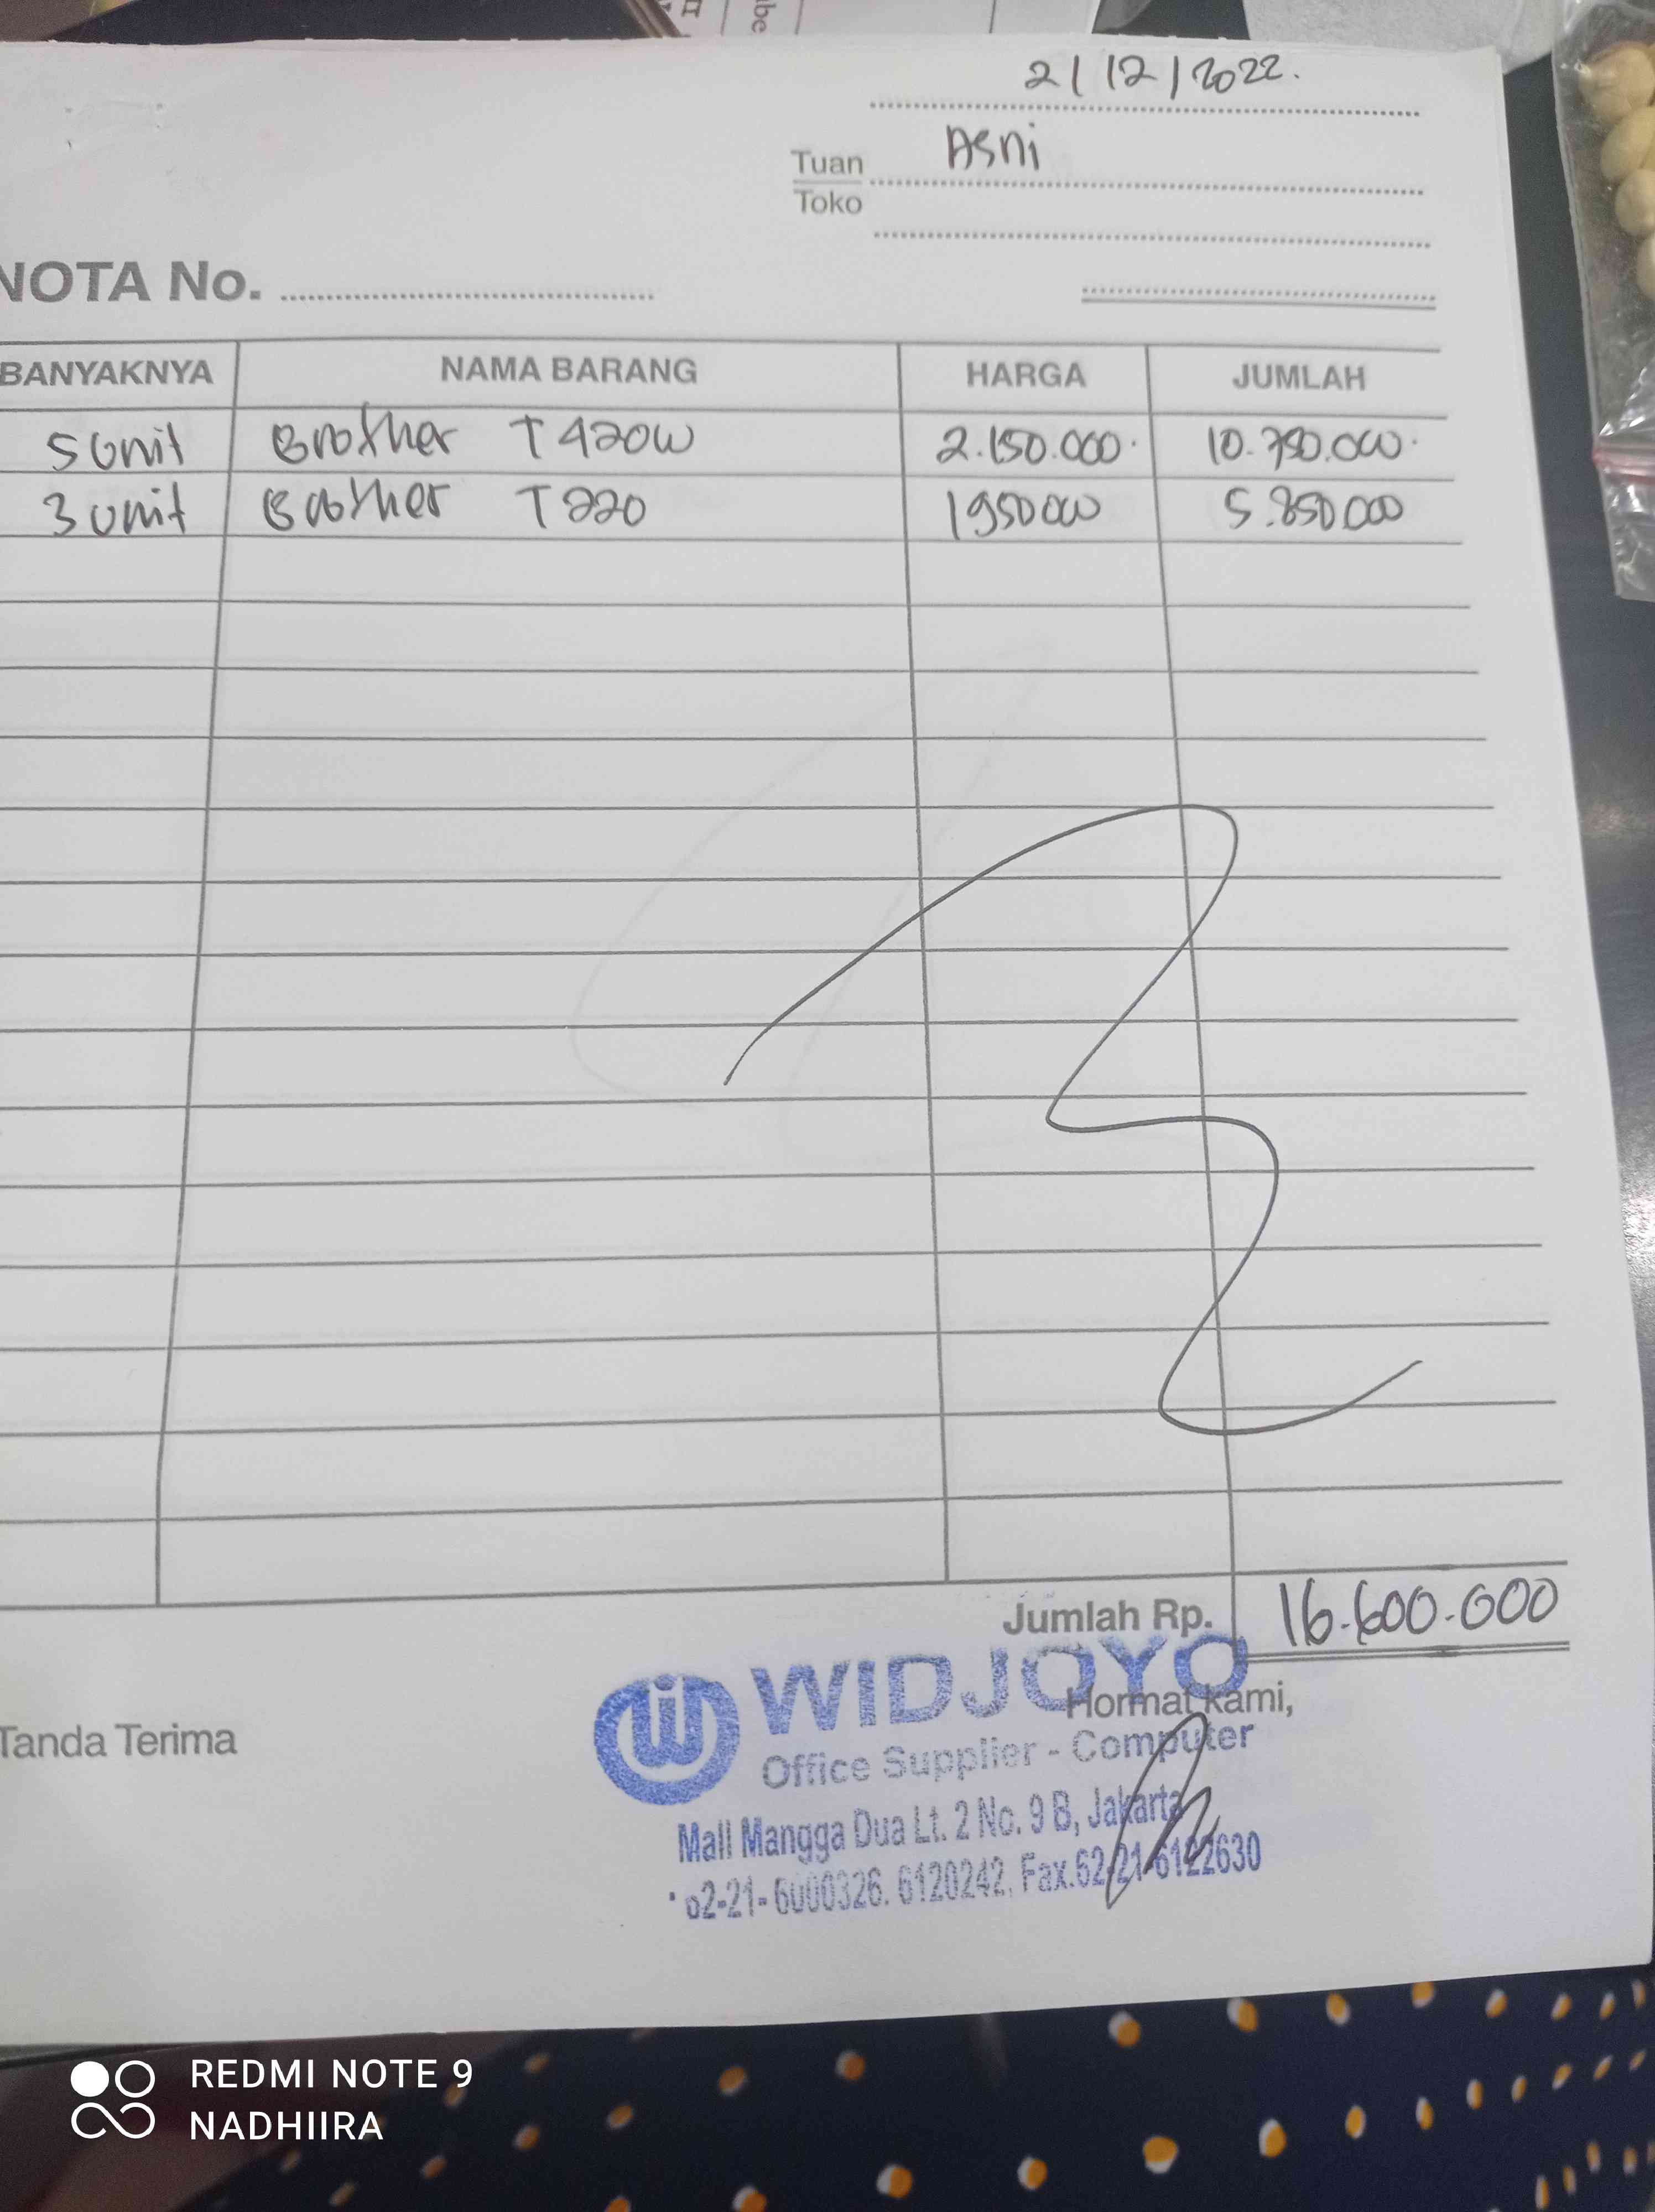 be
2/12/2022.
Tuan Asni
Toko
NOTA No.
BANYAKNYA NAMA BARANG HARGA JUMLAH
5 Unit Brother T420W 2.150.000 10.750.000
3 unit Brother T220 1950000 5.850.000
Jumlah Rp. 16.600.000
WIDJOYO
Hormat kami,
Tanda Terima
Office Supplier - Computer
Mall Mangga Dua Lt. 2 No. 9 B, Jakarta
62-21- 6000326. 6120242, Fax.62-21-6122630
REDMI NOTE 9
NADHIIRA